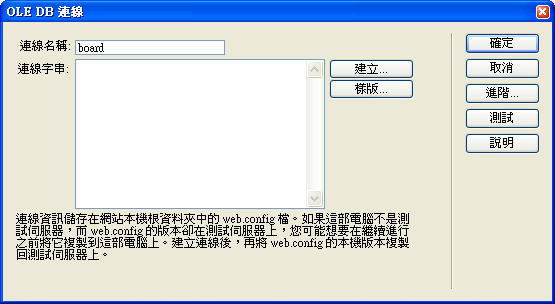 OLE DB 連線
連線名稱: board
確定
連線字串:
建立...
取消
樣版...
進階...
測試
說明
連線資訊儲存在網站本機根資料夾中的 web.config 檔。如果這部電腦不是測
試伺服器，而 web.config 的版本卻在測試伺服器上，您可能想要在繼續進行
之前將它複製到這部電腦上。建立連線後，再將 web.config 的本機版本複製
回測試伺服器上。